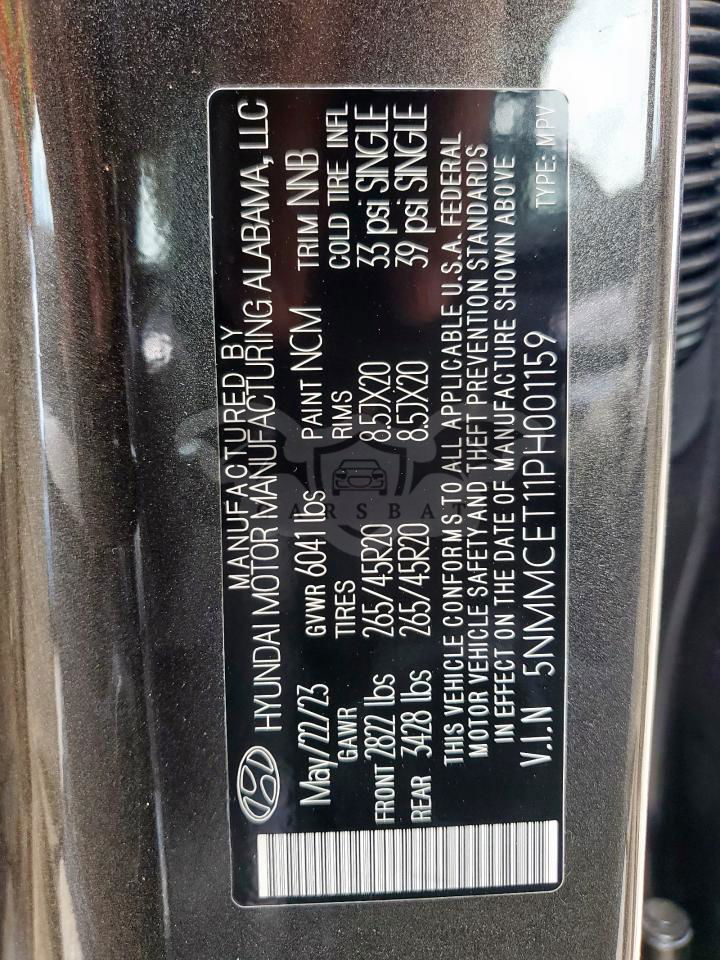 MANUFACTURED BY
HYUNDAI MOTOR MANUFACTURING ALABAMA, LLC
May/22/23 GVWR 6041 lbs PAINT NCM TRIM NNB
GAWR TIRES RIMS COLD TIRE INFL
FRONT 2822 lbs 265/45R20 8.5JX20 33 psi SINGLE
REAR 3428 lbs 265/45R20 8.5JX20 39 psi SINGLE
THIS VEHICLE CONFORMS TO ALL APPLICABLE U.S.A. FEDERAL
MOTOR VEHICLE SAFETY AND THEFT PREVENTION STANDARDS
IN EFFECT ON THE DATE OF MANUFACTURE SHOWN ABOVE
V.I.N 5NMMCET11PH001159 TYPE: MPV
CARSBAT